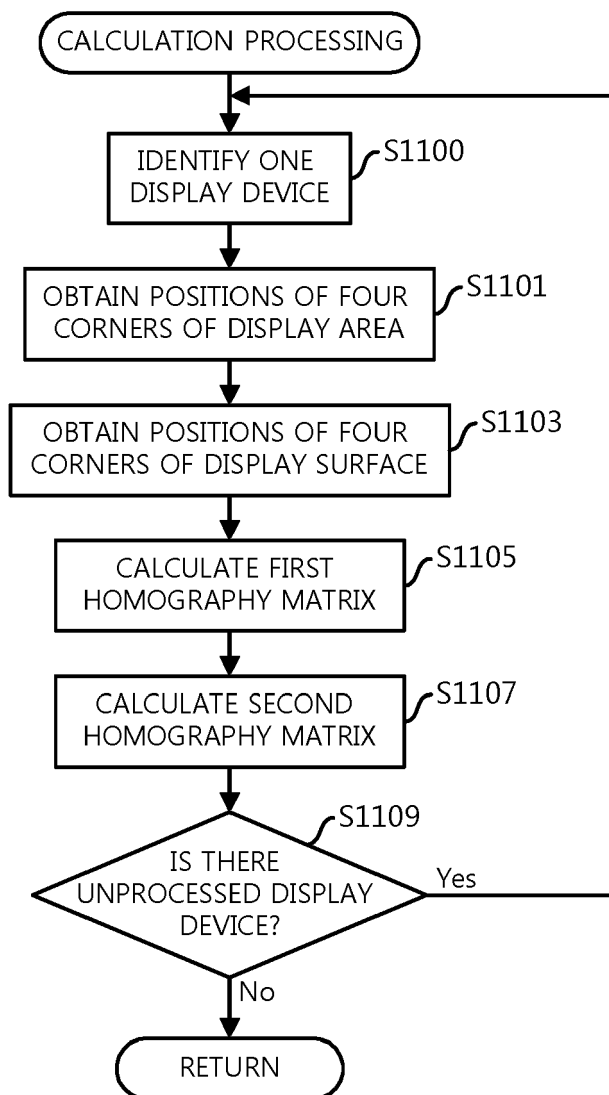 CALCULATION PROCESSING
IDENTIFY ONE
DISPLAY DEVICE
S1100
OBTAIN POSITIONS OF FOUR
CORNERS OF DISPLAY AREA
S1101
OBTAIN POSITIONS OF FOUR
CORNERS OF DISPLAY SURFACE
S1103
CALCULATE FIRST
HOMOGRAPHY MATRIX
S1105
CALCULATE SECOND
HOMOGRAPHY MATRIX
S1107
S1109
IS THERE
UNPROCESSED DISPLAY
DEVICE?
Yes
No
RETURN